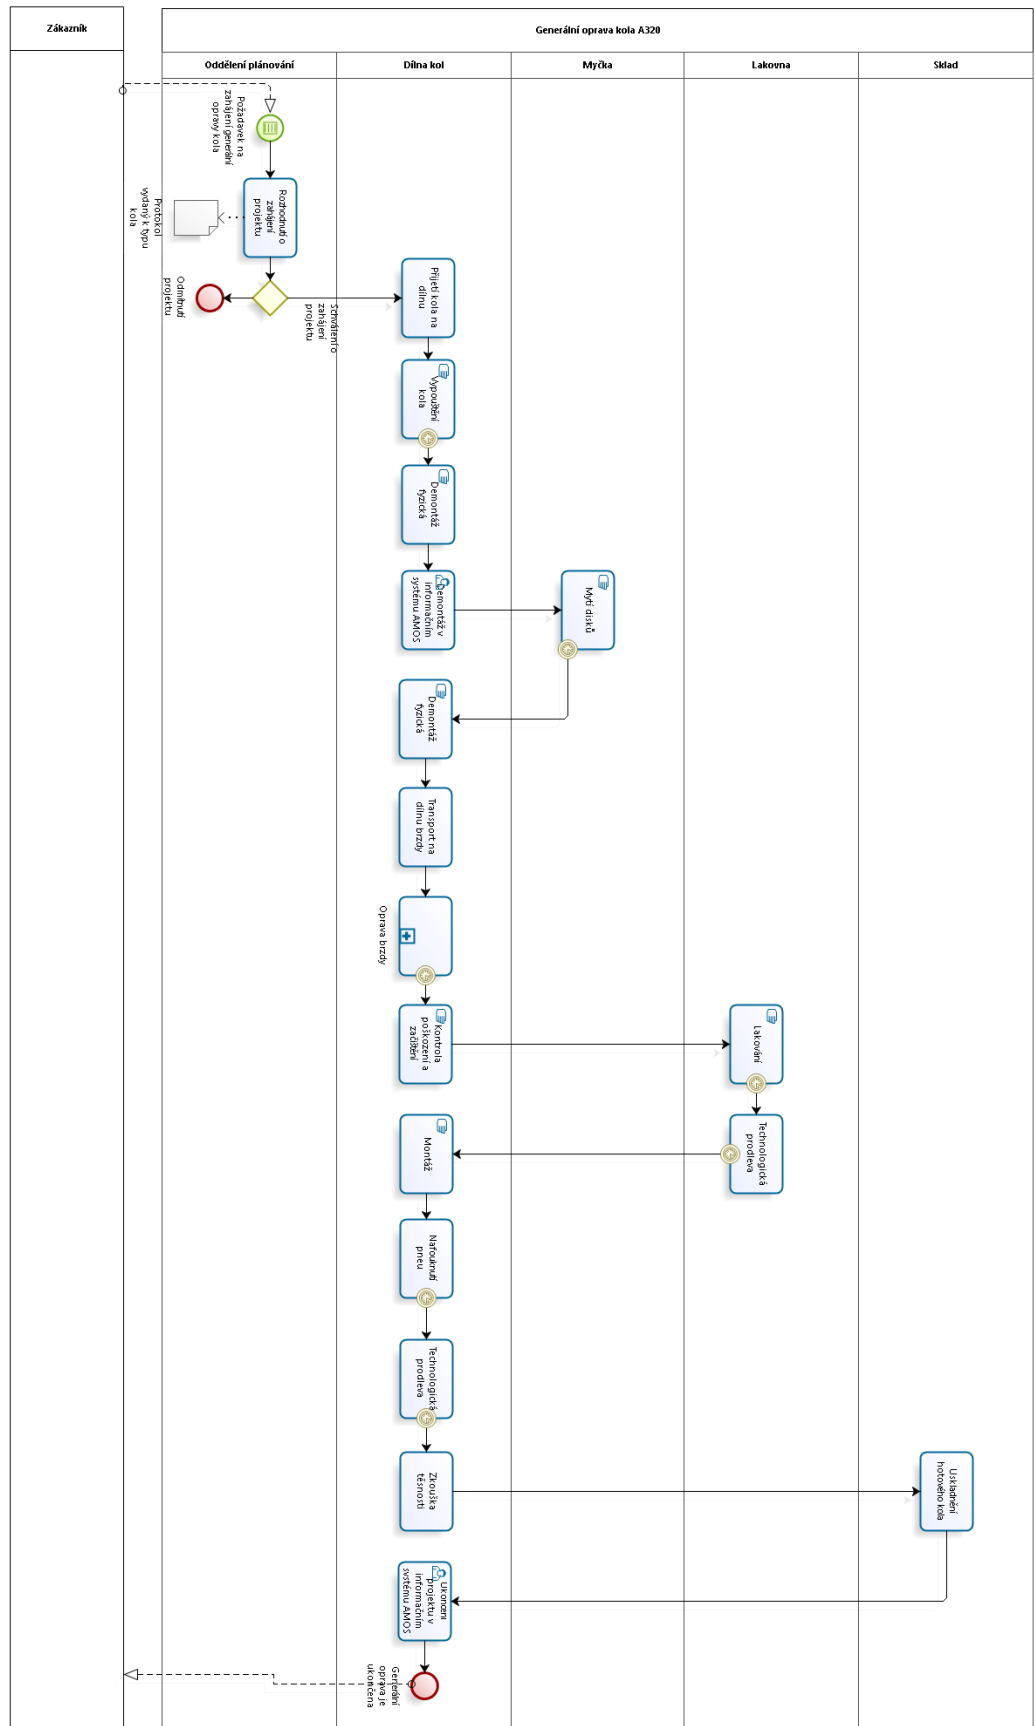 Zákazník
Generální oprava kola A320
Oddělení plánování
Dílna kol
Myčka
Lakovna
Sklad
Požadavek na
zahájení generální
opravy kola
Rozhodnutí o
zahájení
projektu
Protokol
vydaný k typu
kola
Odmítnutí
projektu
Schválení o
zahájení
projektu
Přijetí kola na
dílnu
Vypouštění
kola
Demontáž
fyzická
Demontáž v
informačním
systému AMOS
Mytí disků
Demontáž
fyzická
Transport na
dílnu brzdy
Oprava brzdy
Kontrola
poškození a
začištění
Lakování
Technologická
prodleva
Montáž
Nafouknutí
pneu
Technologická
prodleva
Zkouška
těsnosti
Uskladnění
hotového kola
Ukončení
projektu v
informačním
systému AMOS
Generální
oprava je
ukončena